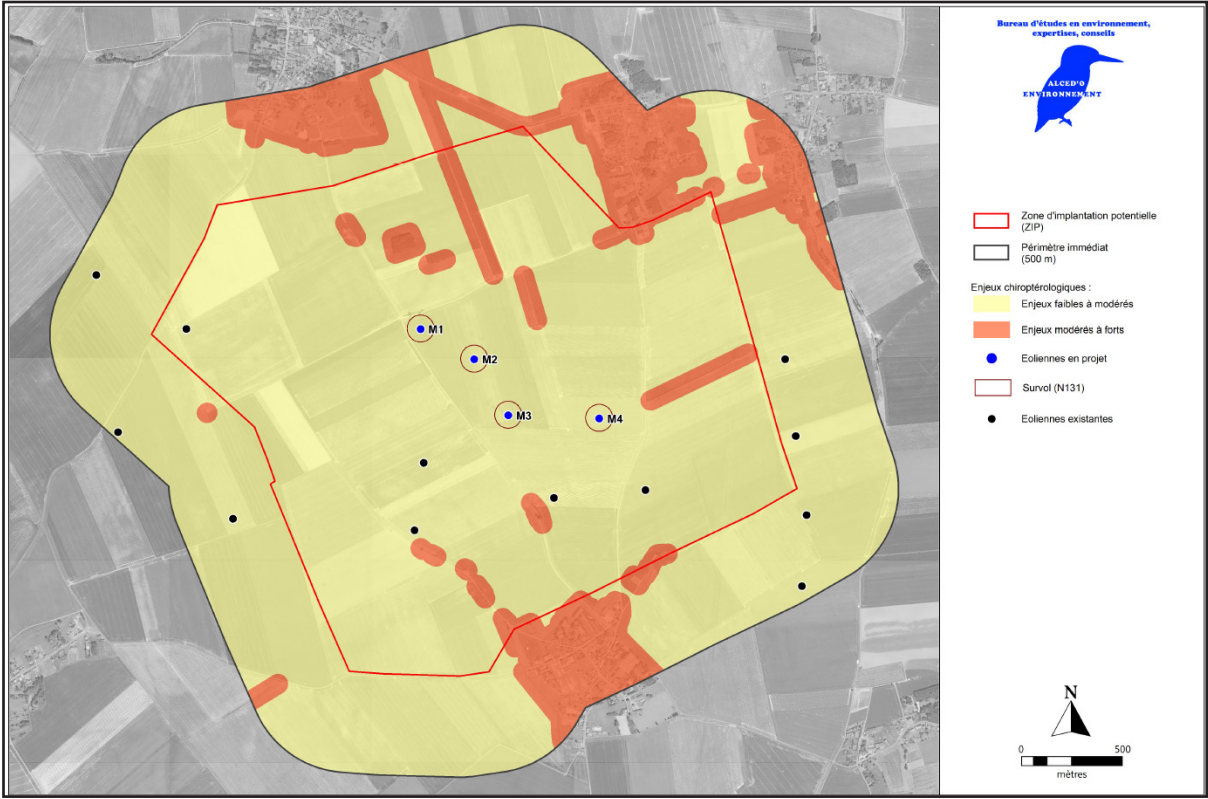 Bureau d'études en environnement,
expertises, conseils
ALCED'O
ENVIRONNEMENT
Zone d'implantation potentielle
(ZIP)
Périmètre immédiat
(500 m)
Enjeux chiroptérologiques :
Enjeux faibles à modérés
Enjeux modérés à forts
Eoliennes en projet
Survol (N131)
Eoliennes existantes
M1
M2
M3
M4
N
0 500
mètres